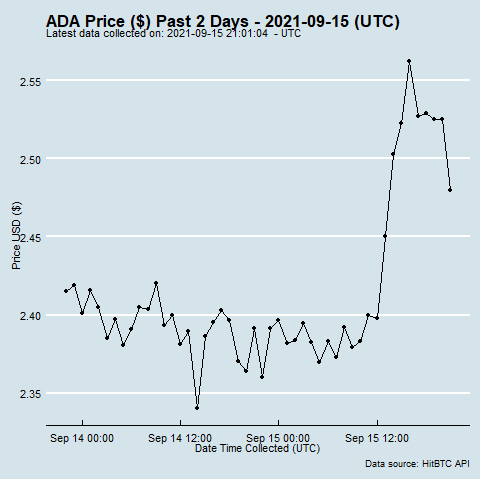 ADA Price ($) Past 2 Days - 2021-09-15 (UTC)
Latest data collected on: 2021-09-15 21:01:04 - UTC
2.55
2.50
2.45
2.40
2.35
Price USD ($)
Sep 14 00:00 Sep 14 12:00 Sep 15 00:00 Sep 15 12:00
Date Time Collected (UTC)
Data source: HitBTC API